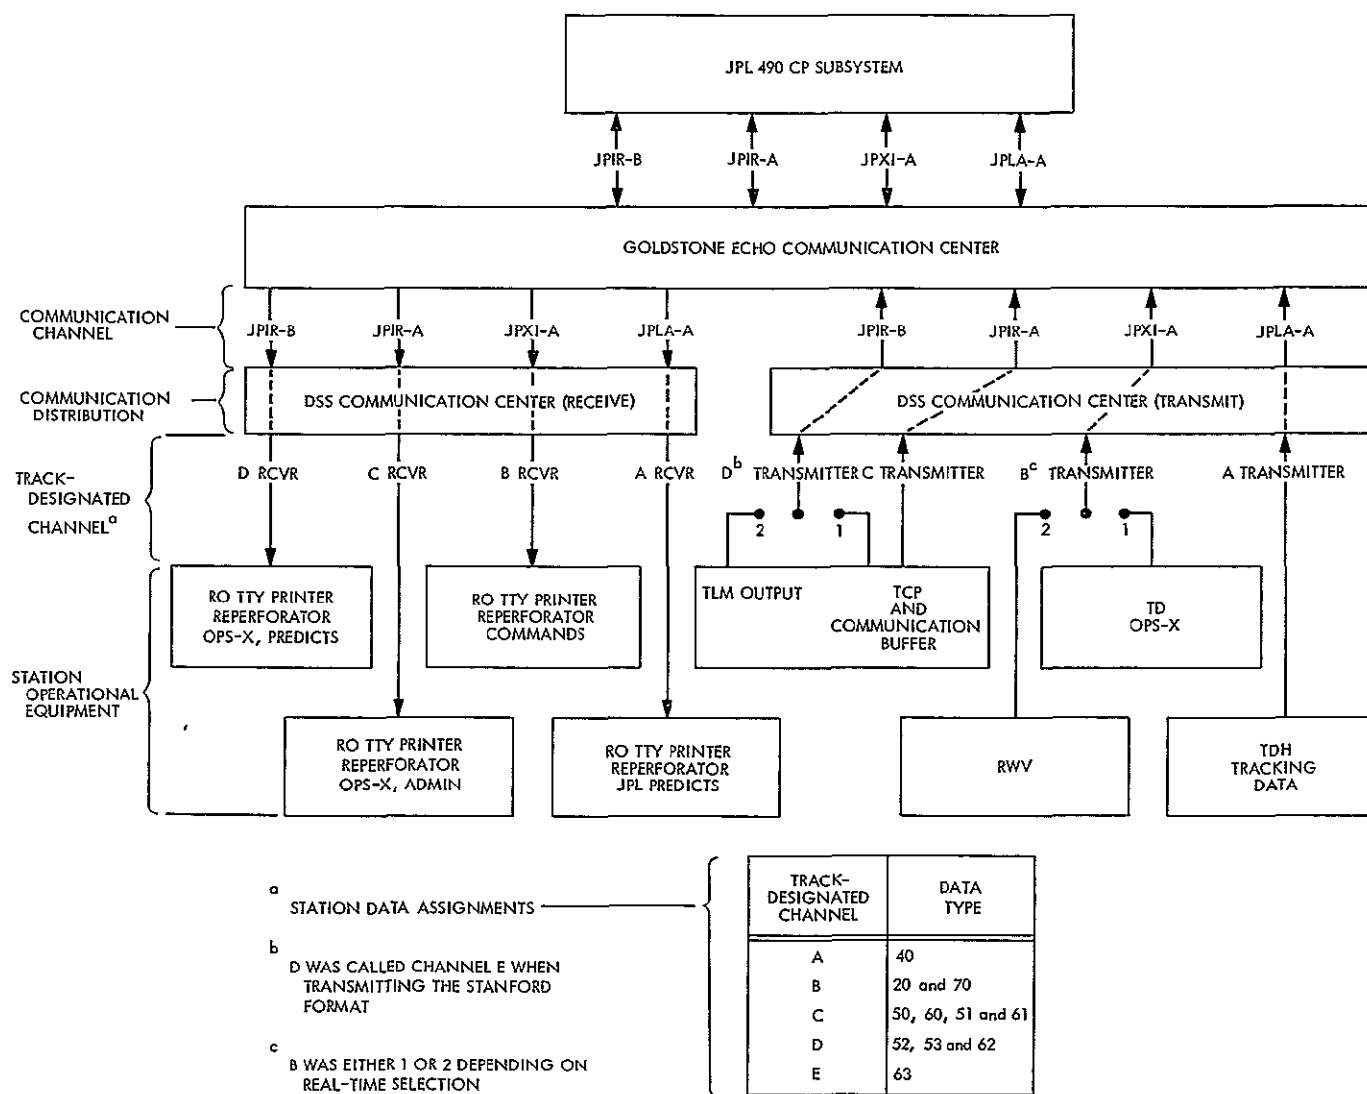 JPL 490 CP SUBSYSTEM
JPIR-B JPIR-A JPXI-A JPLA-A
GOLDSTONE ECHO COMMUNICATION CENTER
COMMUNICATION
CHANNEL
JPIR-B JPIR-A JPXI-A JPLA-A JPIR-B JPIR-A JPXI-A JPLA-A
COMMUNICATION
DISTRIBUTION
DSS COMMUNICATION CENTER (RECEIVE)
DSS COMMUNICATION CENTER (TRANSMIT)
TRACK-
DESIGNATED
CHANNEL a
D RCVR C RCVR B RCVR A RCVR D b TRANSMITTER C TRANSMITTER B c TRANSMITTER A TRANSMITTER
2 1 2 1
STATION
OPERATIONAL
EQUIPMENT
RO TTY PRINTER
REPERFORATOR
OPS-X, PREDICTS
RO TTY PRINTER
REPERFORATOR
COMMANDS
TLM OUTPUT
TCP
AND
COMMUNICATION
BUFFER
TD
OPS-X
RO TTY PRINTER
REPERFORATOR
OPS-X, ADMIN
RO TTY PRINTER
REPERFORATOR
JPL PREDICTS
RWV
TDH
TRACKING
DATA
a
STATION DATA ASSIGNMENTS
b
D WAS CALLED CHANNEL E WHEN
TRANSMITTING THE STANFORD
FORMAT
c
B WAS EITHER 1 OR 2 DEPENDING ON
REAL-TIME SELECTION
TRACK-
DESIGNATED
CHANNEL
DATA
TYPE
A 40
B 20 and 70
C 50, 60, 51 and 61
D 52, 53 and 62
E 63